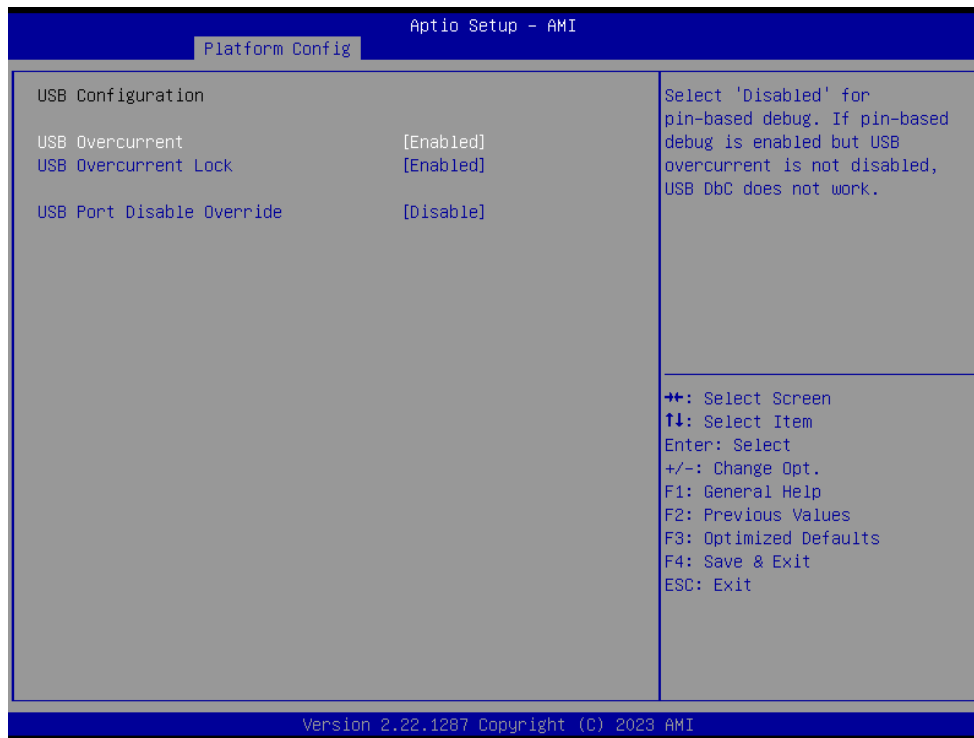 Aptio Setup – AMI
Platform Config
USB Configuration
USB Overcurrent [Enabled]
USB Overcurrent Lock [Enabled]
USB Port Disable Override [Disable]
Select 'Disabled' for
pin-based debug. If pin-based
debug is enabled but USB
overcurrent is not disabled,
USB DbC does not work.
→←: Select Screen
↑↓: Select Item
Enter: Select
+/-: Change Opt.
F1: General Help
F2: Previous Values
F3: Optimized Defaults
F4: Save & Exit
ESC: Exit
Version 2.22.1287 Copyright (C) 2023 AMI